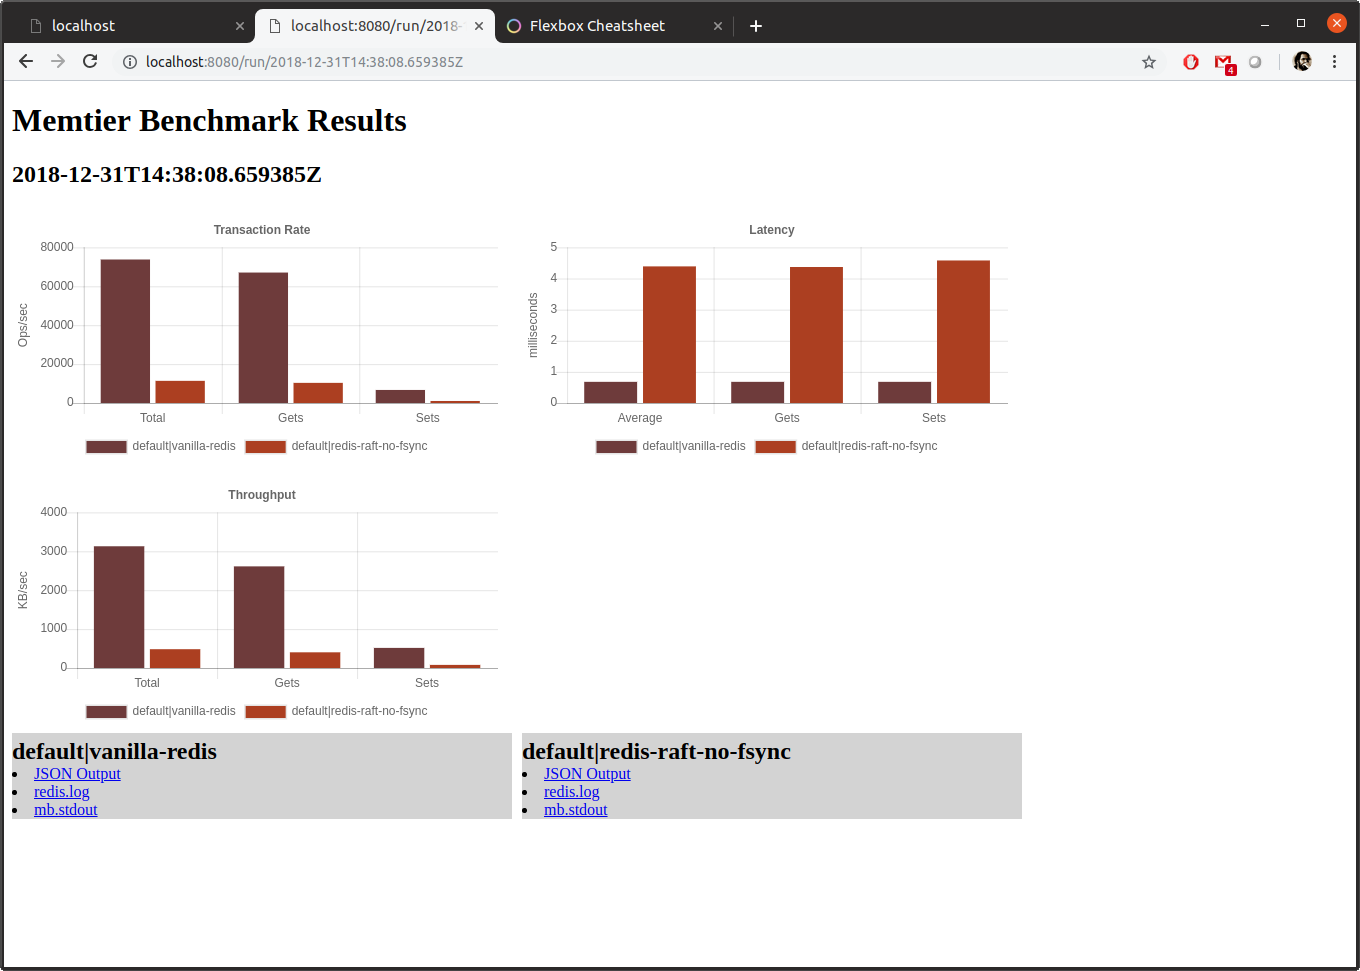 localhost
localhost:8080/run/2018-
Flexbox Cheatsheet
localhost:8080/run/2018-12-31T14:38:08.659385Z
4
Memtier Benchmark Results
2018-12-31T14:38:08.659385Z
Transaction Rate
80000
60000
40000
20000
0
Ops/sec
Total Gets Sets
default|vanilla-redis default|redis-raft-no-fsync
Latency
5
4
3
2
1
0
milliseconds
Average Gets Sets
default|vanilla-redis default|redis-raft-no-fsync
Throughput
4000
3000
2000
1000
0
KB/sec
Total Gets Sets
default|vanilla-redis default|redis-raft-no-fsync
default|vanilla-redis
JSON Output
redis.log
mb.stdout
default|redis-raft-no-fsync
JSON Output
redis.log
mb.stdout